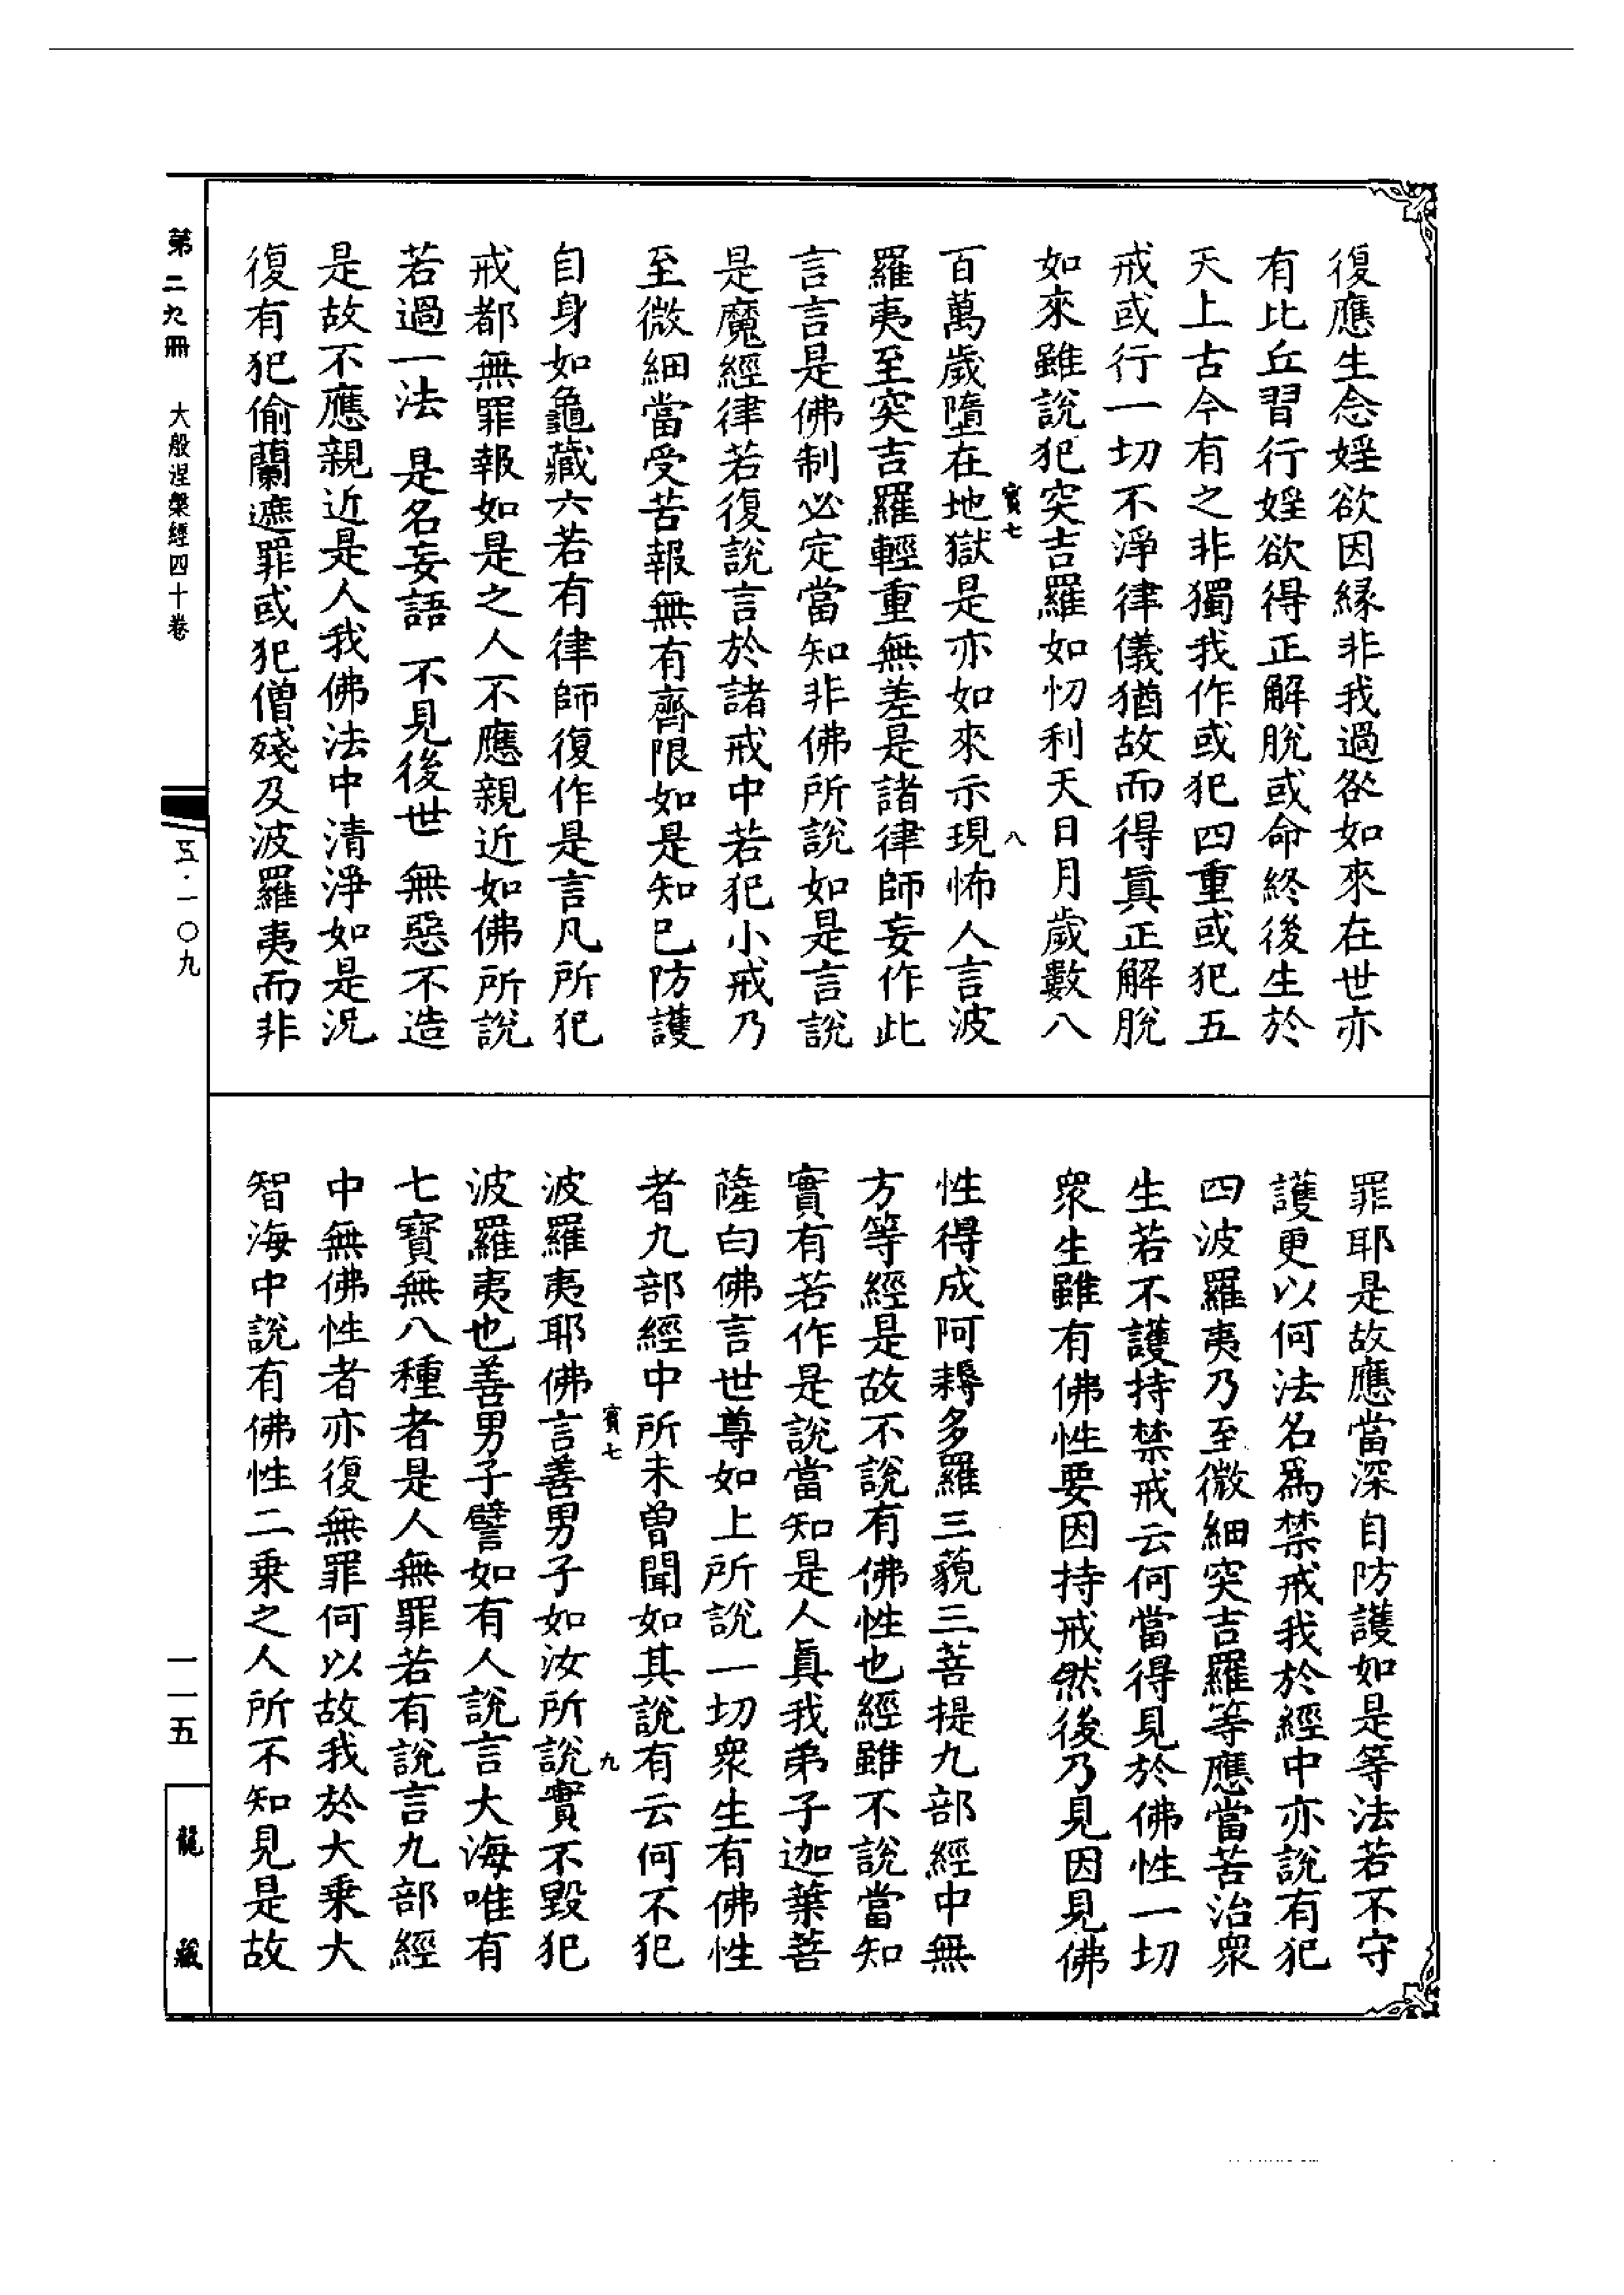 復應生念婬欲因緣非我過咎如來在世亦
有比丘習行婬欲得正解脫或命終後生於
天上古今有之非獨我作或犯四重或犯五
戒或行一切不淨律儀猶故而得眞正解脫
如來雖說犯突吉羅如忉利天日月歲數八
賓七
八
百萬歲墮在地獄是亦如來示現怖人言波
羅夷至突吉羅輕重無差是諸律師妄作此
言言是佛制必定當知非佛所說如是言說
是魔經律若復說言於諸戒中若犯小戒乃
至微細當受苦報無有齊限如是知已防護
自身如龜藏六若有律師復作是言凡所犯
戒都無罪報如是之人不應親近如佛所說
若過一法 是名妄語 不見後世 無惡不造
是故不應親近是人我佛法中清淨如是況
復有犯偷蘭遮罪或犯僧殘及波羅夷而非
罪耶是故應當深自防護如是等法若不守
護更以何法名爲禁戒我於經中亦說有犯
四波羅夷乃至微細突吉羅等應當苦治衆
生若不護持禁戒云何當得見於佛性一切
衆生雖有佛性要因持戒然後乃見因見佛
性得成阿耨多羅三藐三菩提九部經中無
方等經是故不說有佛性也經雖不說當知
實有若作是說當知是人眞我弟子迦葉菩
薩白佛言世尊如上所說一切衆生有佛性
者九部經中所未曾聞如其說有云何不犯
賓七
九
波羅夷耶佛言善男子如汝所說實不毀犯
波羅夷也善男子譬如有人說言大海唯有
七寶無八種者是人無罪若有說言九部經
中無佛性者亦復無罪何以故我於大乘大
智海中說有佛性二乘之人所不知見是故
第二九冊 大般涅槃經四十卷
五·一〇九
一一五
龍藏